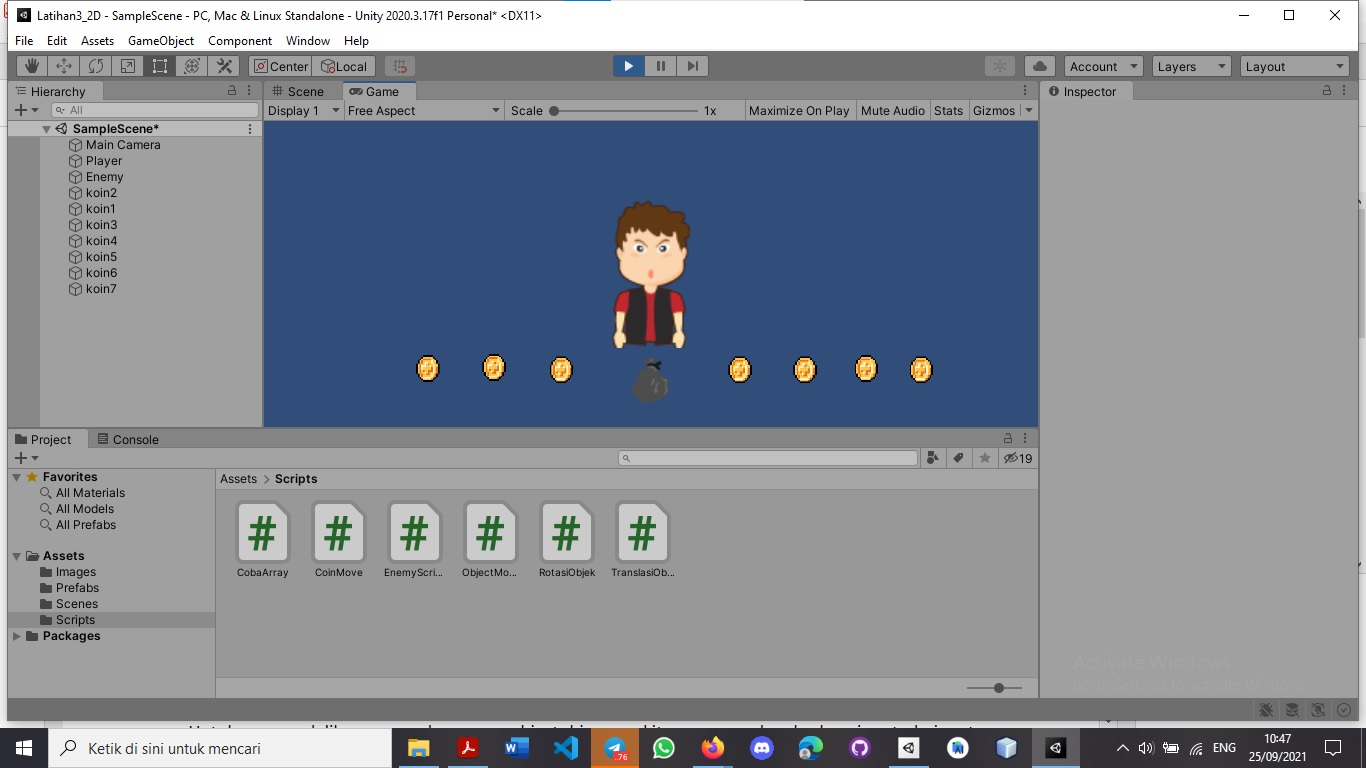 Latihan3_2D - SampleScene - PC, Mac & Linux Standalone - Unity 2020.3.17f1 Personal* <DX11>
File Edit Assets GameObject Component Window Help
Center Local Account Layers Layout
Hierarchy
All
SampleScene*
Main Camera
Player
Enemy
koin2
koin1
koin3
koin4
koin5
koin6
koin7
Scene Game
Display 1 Free Aspect Scale 1x Maximize On Play Mute Audio Stats Gizmos
Inspector
Project Console
19
Favorites
All Materials
All Models
All Prefabs
Assets
Images
Prefabs
Scenes
Scripts
Packages
Assets > Scripts
CobaArray CoinMove EnemyScri... ObjectMo... RotasiObjek TranslasiOb...
Activate Windows
Go to Settings to activate Windows.
Ketik di sini untuk mencari
.76
ENG
10:47
25/09/2021